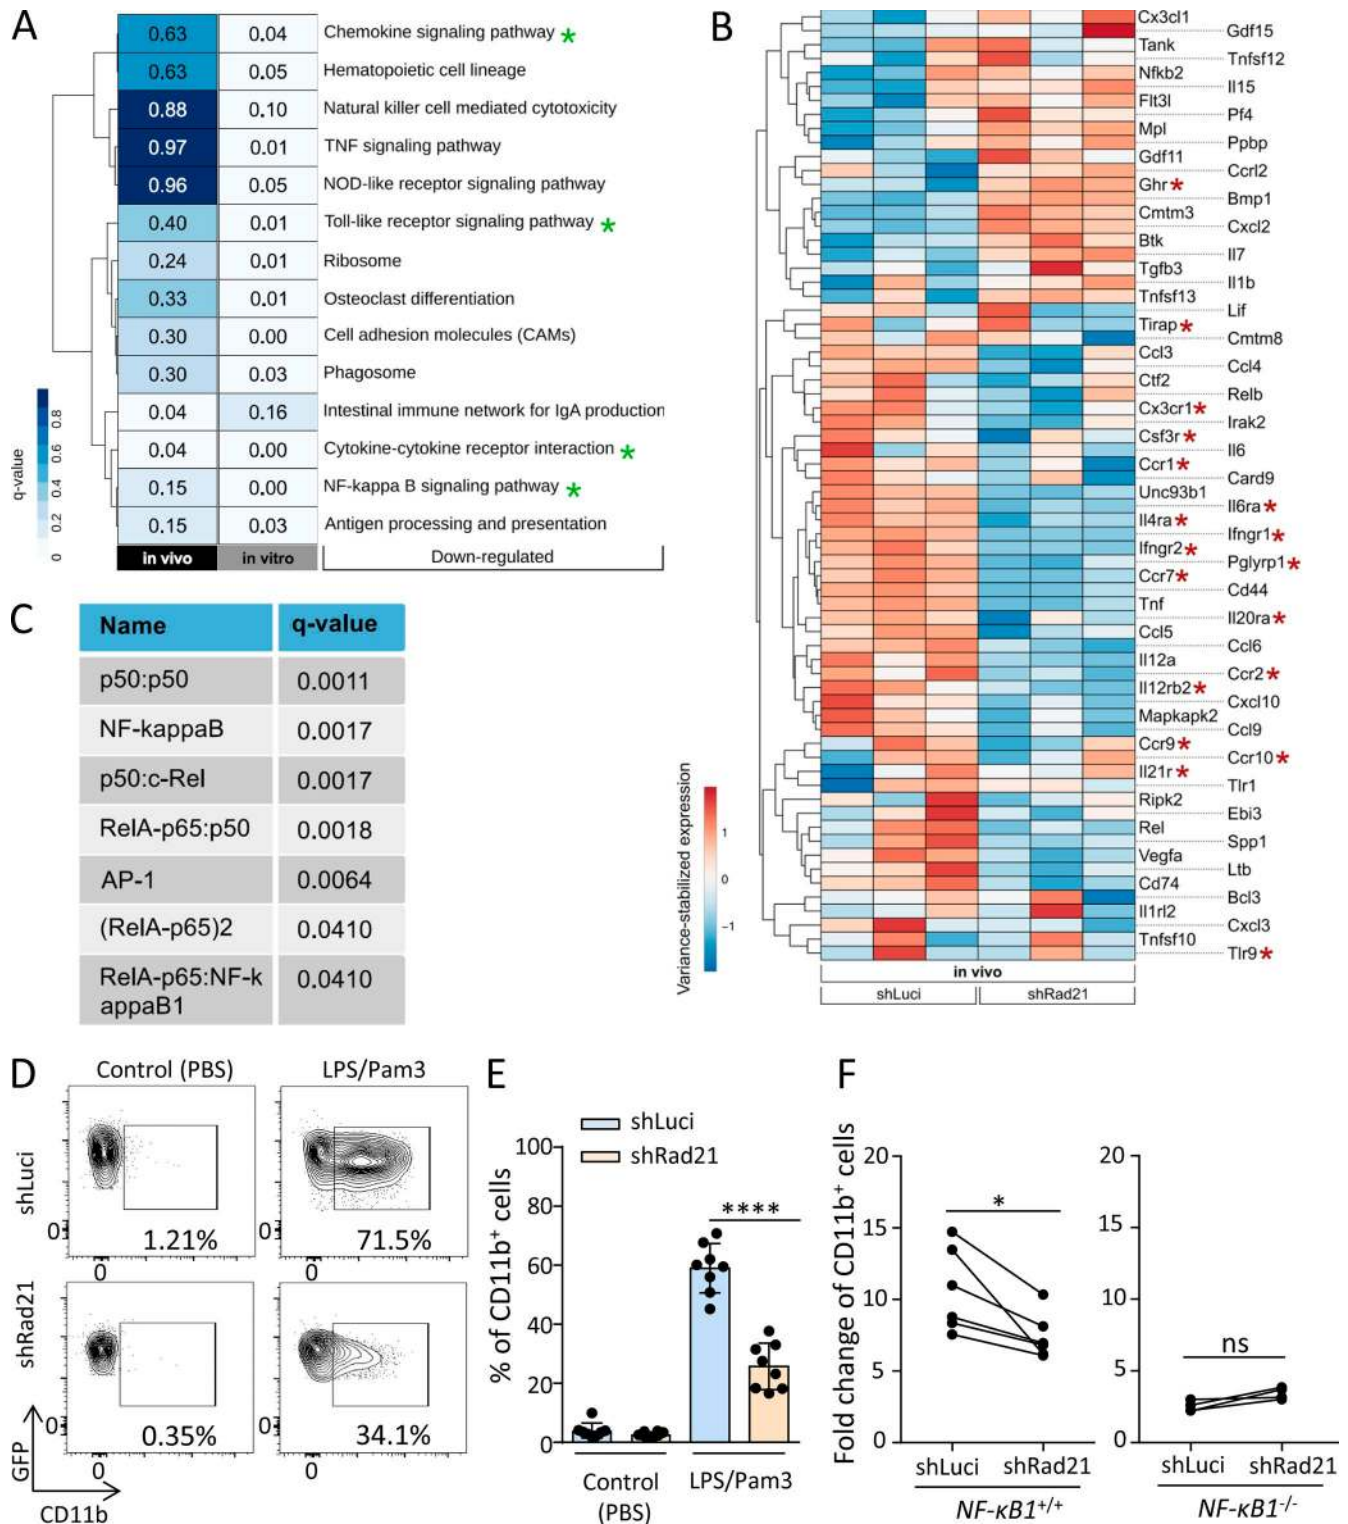 A
0.63 0.04 Chemokine signaling pathway *
0.63 0.05 Hematopoietic cell lineage
0.88 0.10 Natural killer cell mediated cytotoxicity
0.97 0.01 TNF signaling pathway
0.96 0.05 NOD-like receptor signaling pathway
0.40 0.01 Toll-like receptor signaling pathway *
0.24 0.01 Ribosome
0.33 0.01 Osteoclast differentiation
0.30 0.00 Cell adhesion molecules (CAMs)
0.30 0.03 Phagosome
0.04 0.16 Intestinal immune network for IgA production
0.04 0.00 Cytokine-cytokine receptor interaction *
0.15 0.00 NF-kappa B signaling pathway *
0.15 0.03 Antigen processing and presentation
in vivo in vitro Down-regulated
q-value
0 0.2 0.4 0.6 0.8
B
Cx3cl1
Gdf15
Tank
Tnfsf12
Nfkb2
Il15
Flt3l
Pf4
Mpl
Ppbp
Gdf11
Ccrl2
Ghr *
Bmp1
Cmtm3
Cxcl2
Btk
Il7
Tgfb3
Il1b
Tnfsf13
Lif
Tirap *
Cmtm8
Ccl3
Ccl4
Ctf2
Relb
Cx3cr1 *
Irak2
Csf3r *
Il6
Ccr1 *
Card9
Unc93b1
Il6ra *
Il4ra *
Ifngr1 *
Ifngr2 *
Pglyrp1 *
Ccr7 *
Cd44
Tnf
Il20ra *
Ccl5
Ccl6
Il12a
Ccr2 *
Il12rb2 *
Cxcl10
Mapkapk2
Ccl9
Ccr9 *
Ccr10 *
Il21r *
Tlr1
Ripk2
Ebi3
Rel
Spp1
Vegfa
Ltb
Cd74
Bcl3
Il1rl2
Cxcl3
Tnfsf10
Tlr9 *
in vivo
shLuci shRad21
Variance-stabilized expression
1
0
-1
C
Name q-value
p50:p50 0.0011
NF-kappaB 0.0017
p50:c-Rel 0.0017
RelA-p65:p50 0.0018
AP-1 0.0064
(RelA-p65)2 0.0410
RelA-p65:NF-k 0.0410
appaB1
D
Control (PBS) LPS/Pam3
shLuci
0 1.21% 0 71.5%
0 0
shRad21
0 0.35% 0 34.1%
0 0
GFP
CD11b
E
shLuci
shRad21
% of CD11b⁺ cells
100
80
60
40
20
0
****
Control LPS/Pam3
(PBS)
F
Fold change of CD11b⁺ cells
20 20
15 15
10 10
5 5
0 0
* ns
shLuci shRad21 shLuci shRad21
NF-κB1⁺/⁺ NF-κB1⁻/⁻